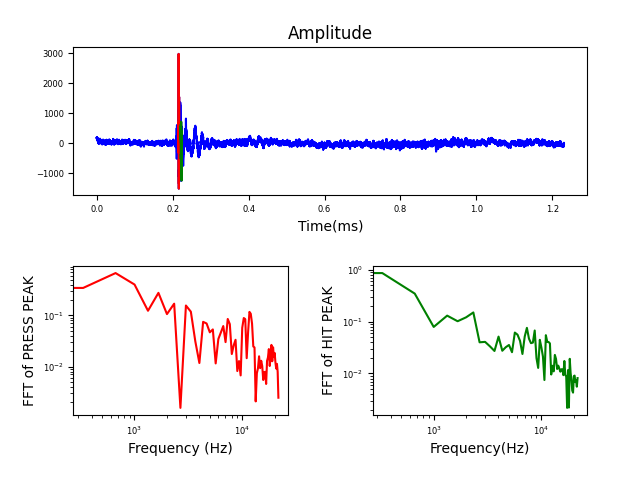 Amplitude
3000
2000
1000
0
−1000
0.0 0.2 0.4 0.6 0.8 1.0 1.2
Time(ms)
FFT of PRESS PEAK
10⁻¹
10⁻²
10³ 10⁴
Frequency (Hz)
FFT of HIT PEAK
10⁰
10⁻¹
10⁻²
10³ 10⁴
Frequency(Hz)